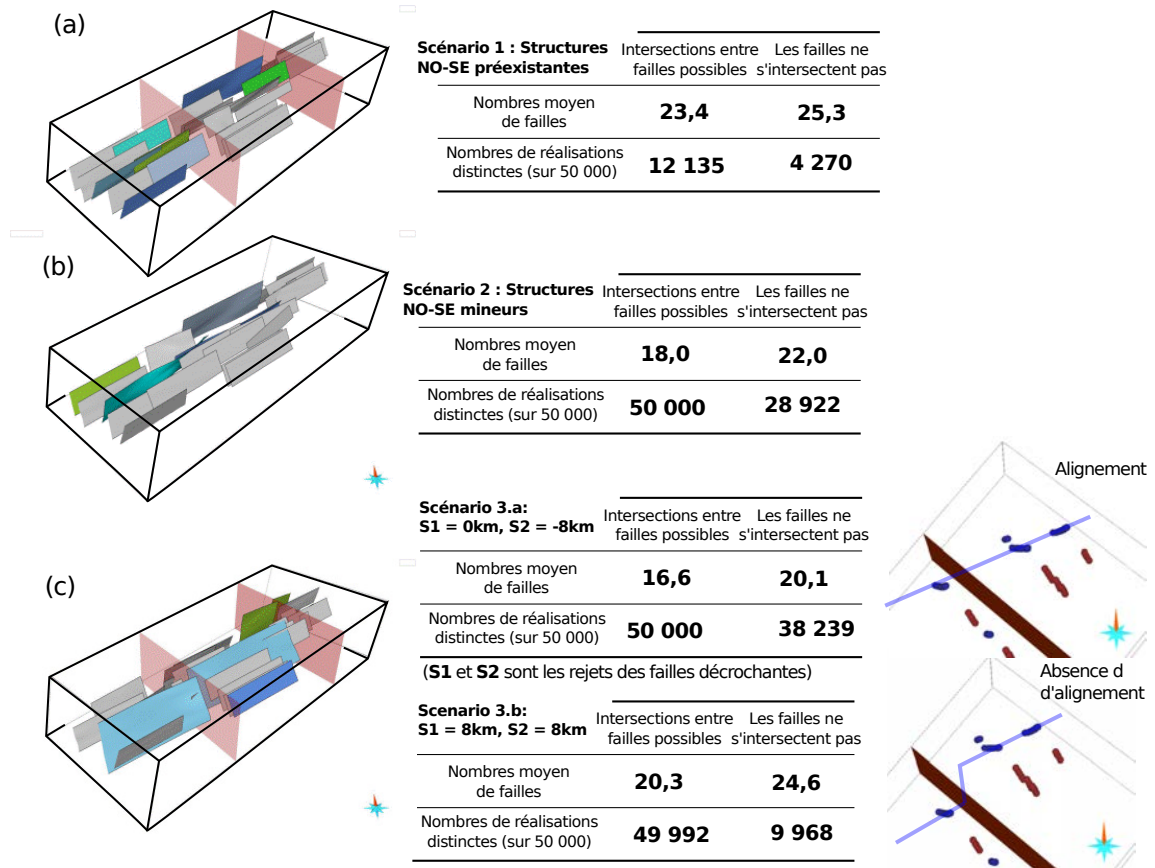 (a)
Scénario 1 : Structures
NO-SE préexistantes
Intersections entre
failles possibles
Les failles ne
s'intersectent pas
Nombres moyen
de failles
23,4
25,3
Nombres de réalisations
distinctes (sur 50 000)
12 135
4 270
(b)
Scénario 2 : Structures
NO-SE mineurs
Intersections entre
failles possibles
Les failles ne
s'intersectent pas
Nombres moyen
de failles
18,0
22,0
Nombres de réalisations
distinctes (sur 50 000)
50 000
28 922
(c)
Scénario 3.a:
S1 = 0km, S2 = -8km
Intersections entre
failles possibles
Les failles ne
s'intersectent pas
Nombres moyen
de failles
16,6
20,1
Nombres de réalisations
distinctes (sur 50 000)
50 000
38 239
(S1 et S2 sont les rejets des failles décrochantes)
Scenario 3.b:
S1 = 8km, S2 = 8km
Intersections entre
failles possibles
Les failles ne
s'intersectent pas
Nombres moyen
de failles
20,3
24,6
Nombres de réalisations
distinctes (sur 50 000)
49 992
9 968
Alignement
Absence d
d'alignement